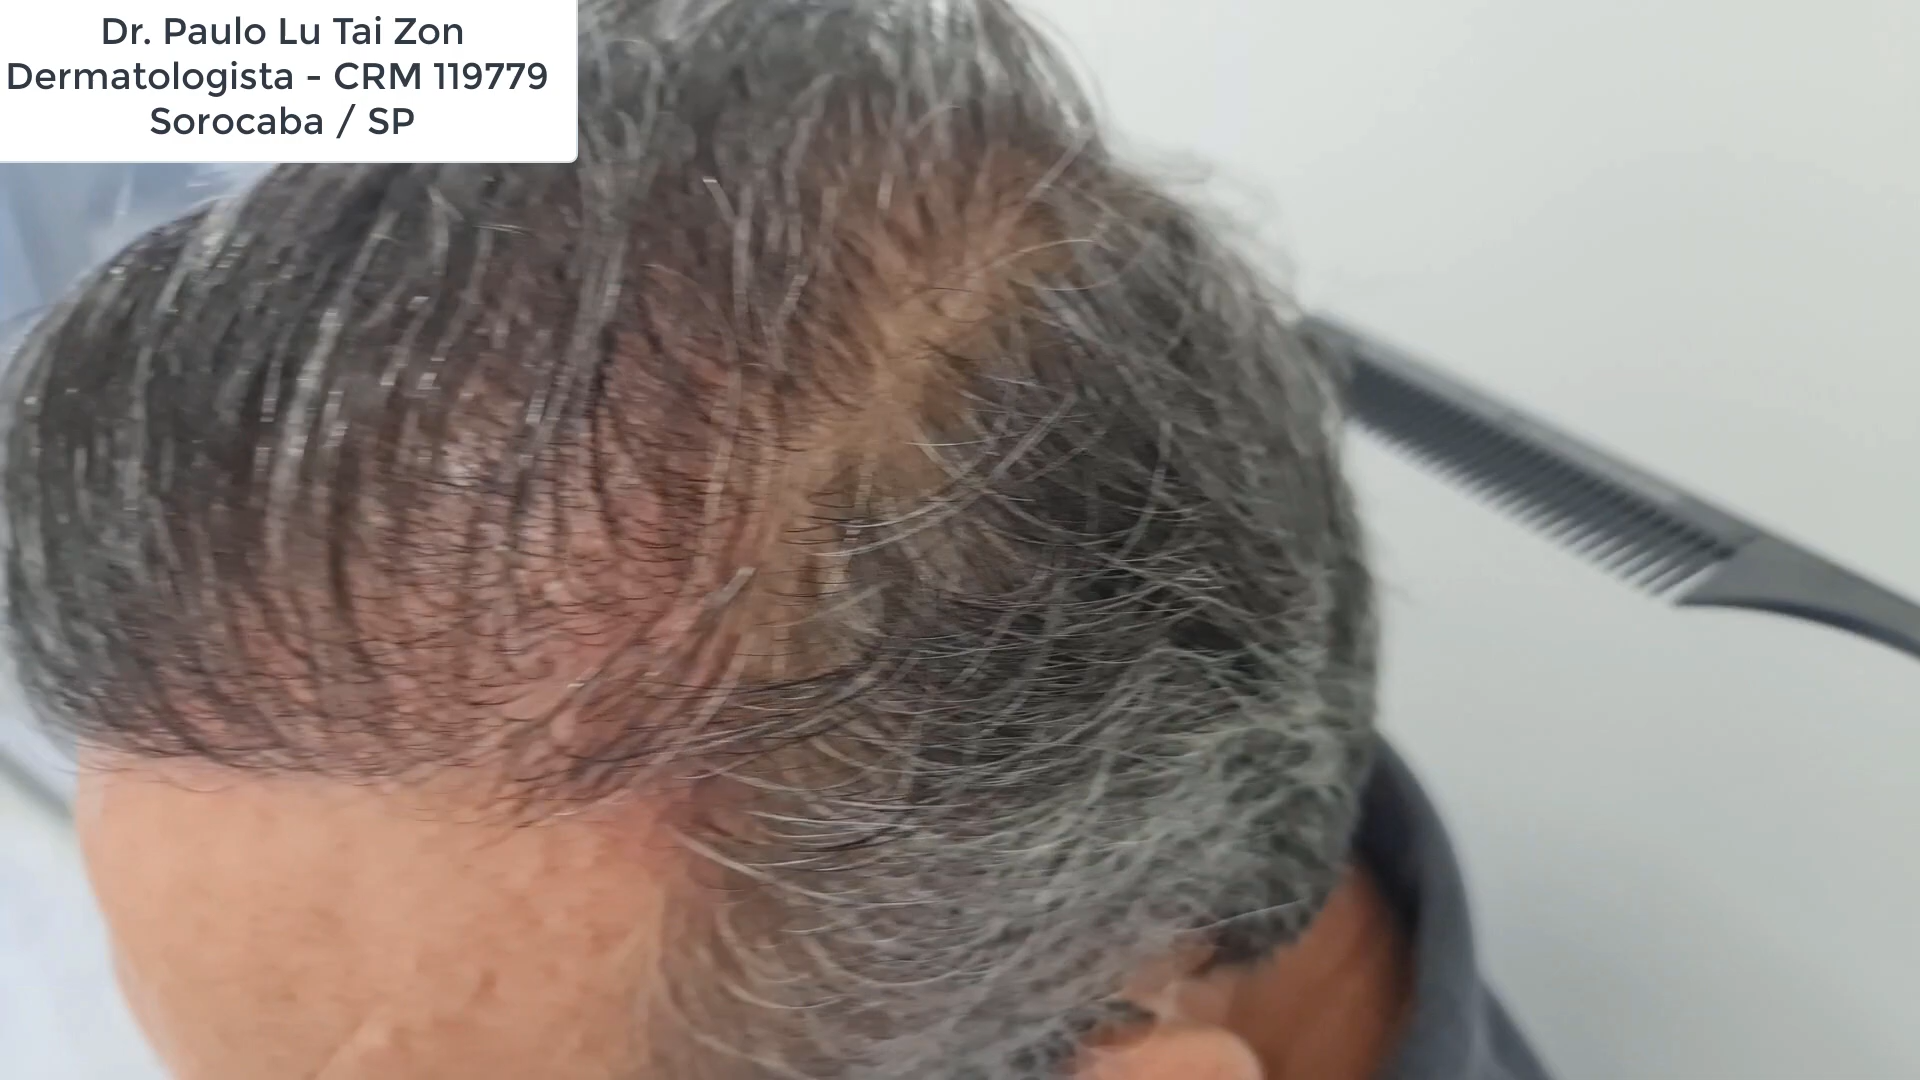 Dr. Paulo Lu Tai Zon
Dermatologista - CRM 119779
Sorocaba / SP